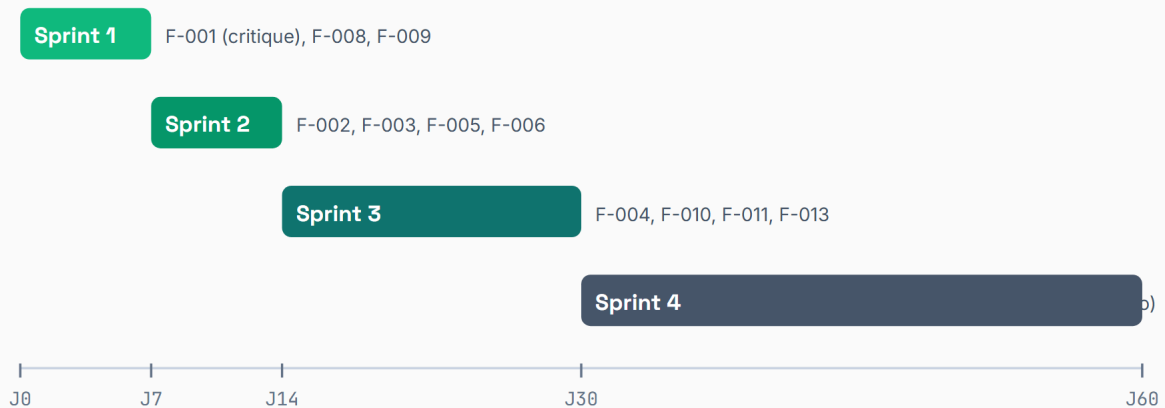 Sprint 1 F-001 (critique), F-008, F-009
Sprint 2 F-002, F-003, F-005, F-006
Sprint 3 F-004, F-010, F-011, F-013
Sprint 4
J0 J7 J14 J30 J60